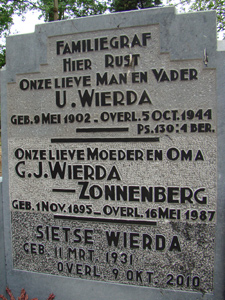 FAMILIEGRAF
HIER RUST
ONZE LIEVE MAN EN VADER
U. WIERDA
GEB. 9 MEI 1902 – OVERL. 5 OCT. 1944
PS. 130:4 BER.
ONZE LIEVE MOEDER EN OMA
G. J. WIERDA
— ZONNENBERG
GEB. 1 NOV. 1895 – OVERL. 16 MEI 1987
SIETSE WIERDA
GEB. 11 MRT. 1931
OVERL. 9 OKT. 2010